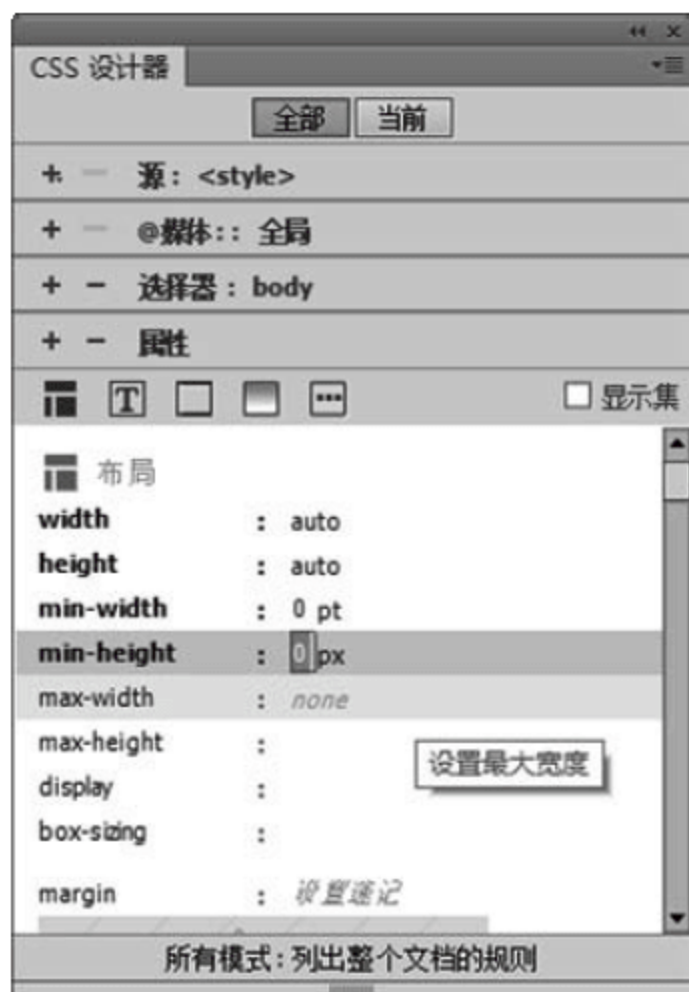 CSS 设计器
全部 当前
+ − 源：<style>
+ − @媒体:: 全局
+ − 选择器：body
+ − 属性
T 显示集
布局
width : auto
height : auto
min-width : 0 pt
min-height : 0 px
max-width : none
max-height :
设置最大宽度
display :
box-sizing :
margin : 设置速记
所有模式：列出整个文档的规则